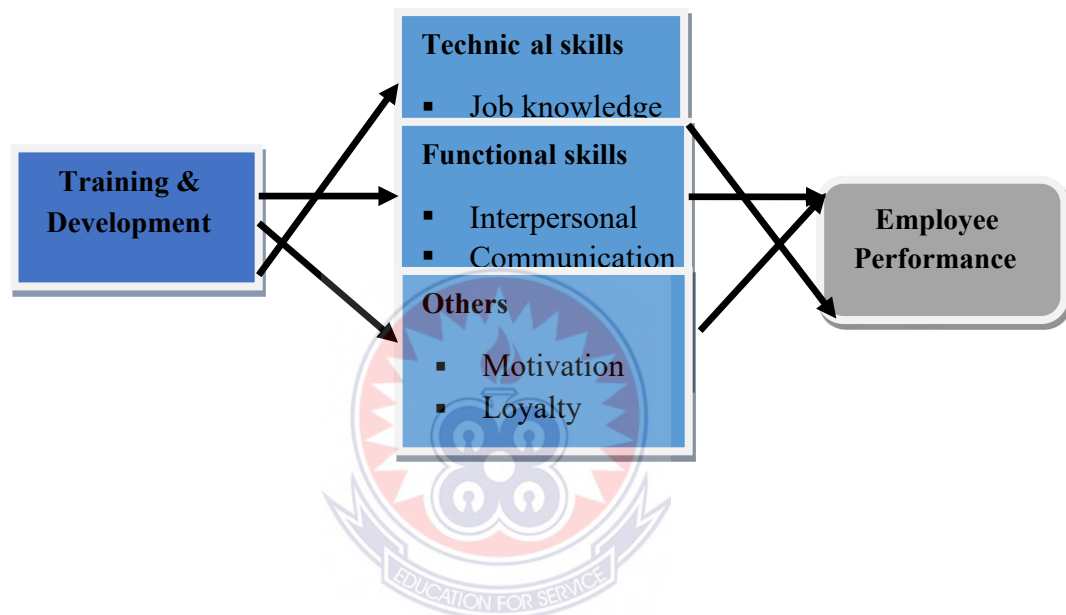 Technic al skills
▪ Job knowledge
Functional skills
▪ Interpersonal
▪ Communication
Others
▪ Motivation
▪ Loyalty
Training &
Development
Employee
Performance
EDUCATION FOR SERVICE